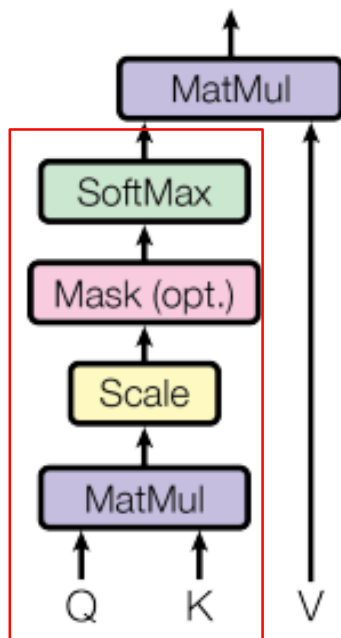 MatMul
SoftMax
Mask (opt.)
Scale
MatMul
Q K V